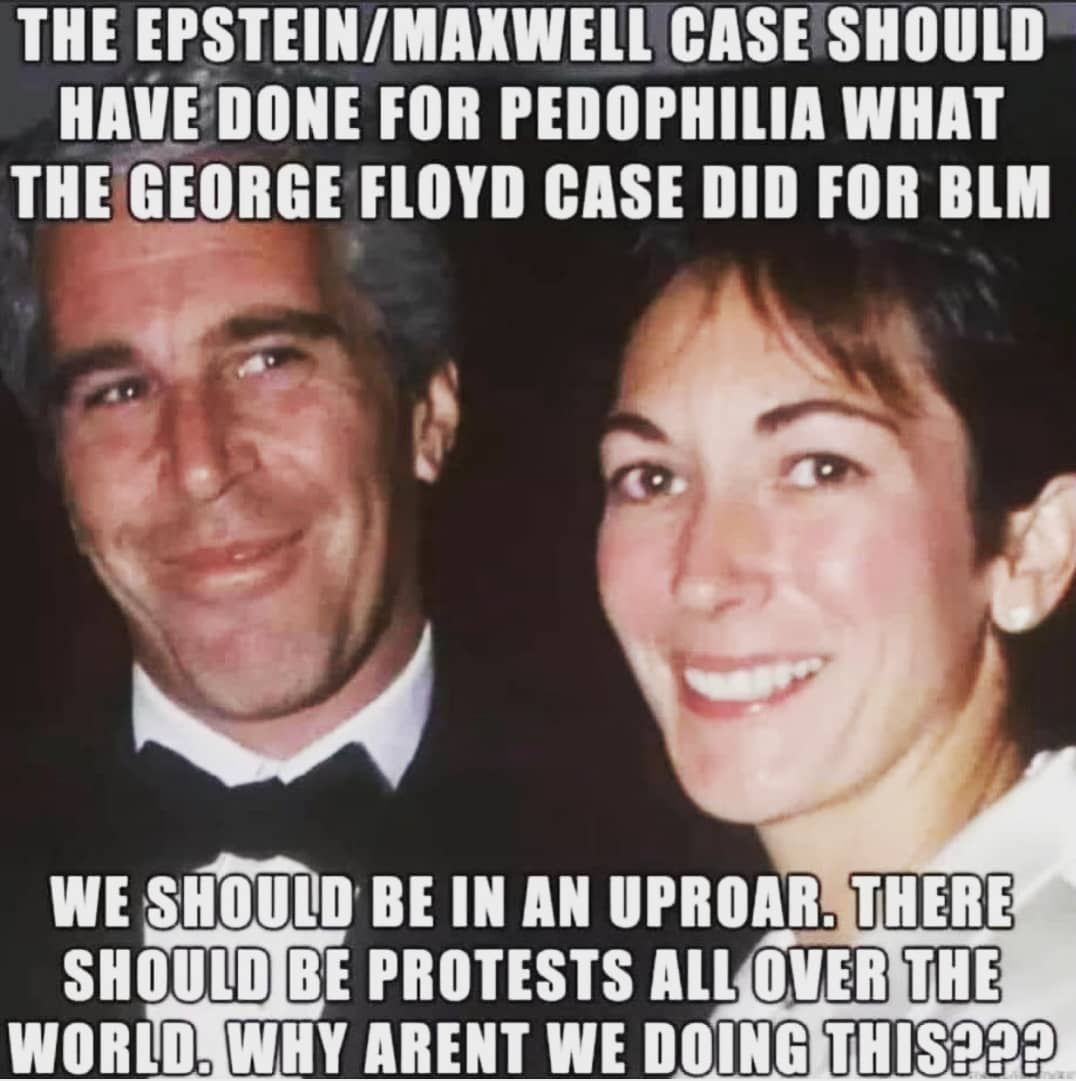 THE EPSTEIN/MAXWELL CASE SHOULD
HAVE DONE FOR PEDOPHILIA WHAT
THE GEORGE FLOYD CASE DID FOR BLM
WE SHOULD BE IN AN UPROAR. THERE
SHOULD BE PROTESTS ALL OVER THE
WORLD. WHY ARENT WE DOING THIS???